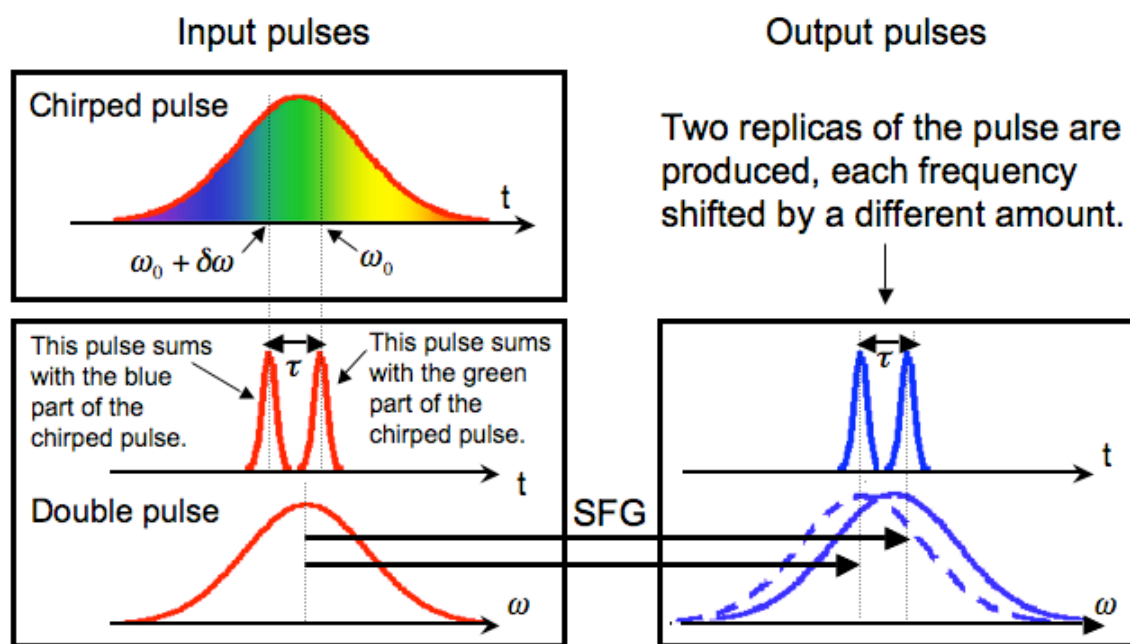 Input pulses
Chirped pulse
t
ω₀ + δω
ω₀
This pulse sums
with the blue
part of the
chirped pulse.
τ
This pulse sums
with the green
part of the
chirped pulse.
t
Double pulse
ω
SFG
Output pulses
Two replicas of the pulse are
produced, each frequency
shifted by a different amount.
τ
t
ω